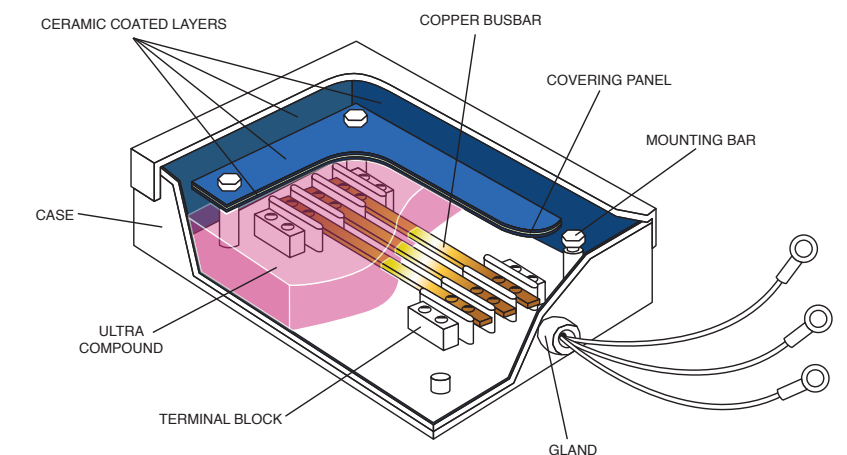 CERAMIC COATED LAYERS
COPPER BUSBAR
COVERING PANEL
MOUNTING BAR
CASE
ULTRA
COMPOUND
TERMINAL BLOCK
GLAND